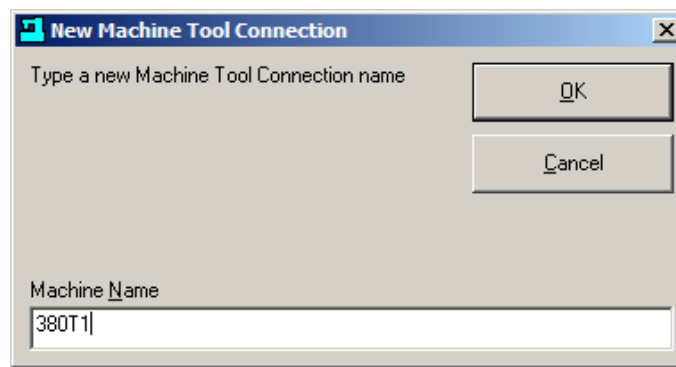 New Machine Tool Connection
Type a new Machine Tool Connection name
OK
Cancel
Machine Name
380T1